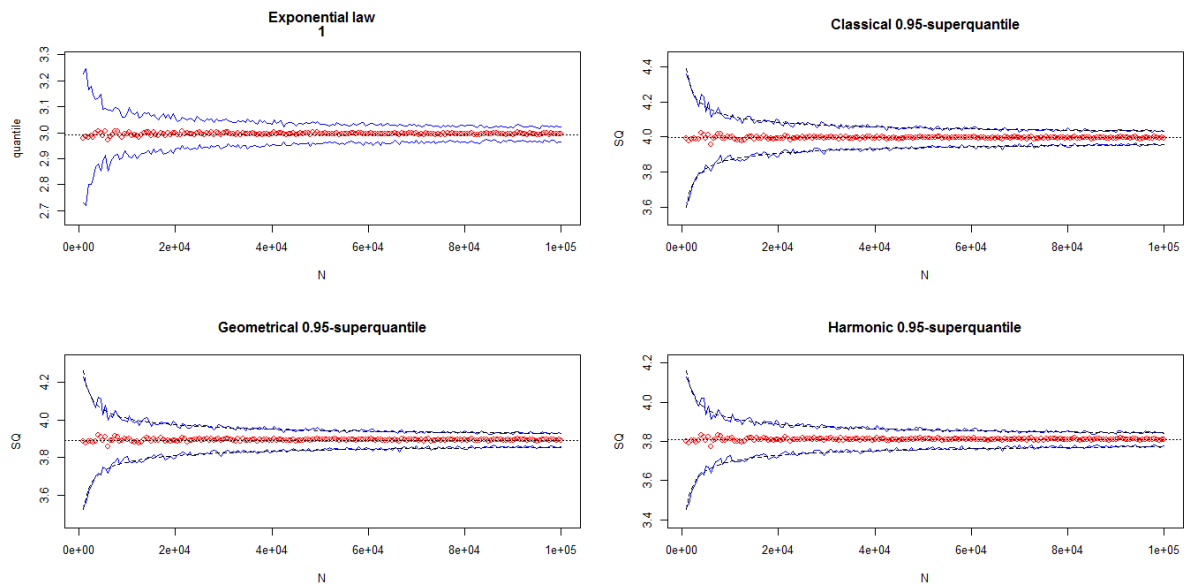 Exponential law
1
quantile
3.3
3.2
3.1
3.0
2.9
2.8
2.7
0e+00 2e+04 4e+04 6e+04 8e+04 1e+05
N
Classical 0.95-superquantile
SQ
4.4
4.2
4.0
3.8
3.6
0e+00 2e+04 4e+04 6e+04 8e+04 1e+05
N
Geometrical 0.95-superquantile
SQ
4.2
4.0
3.8
3.6
0e+00 2e+04 4e+04 6e+04 8e+04 1e+05
N
Harmonic 0.95-superquantile
SQ
4.2
4.0
3.8
3.6
3.4
0e+00 2e+04 4e+04 6e+04 8e+04 1e+05
N